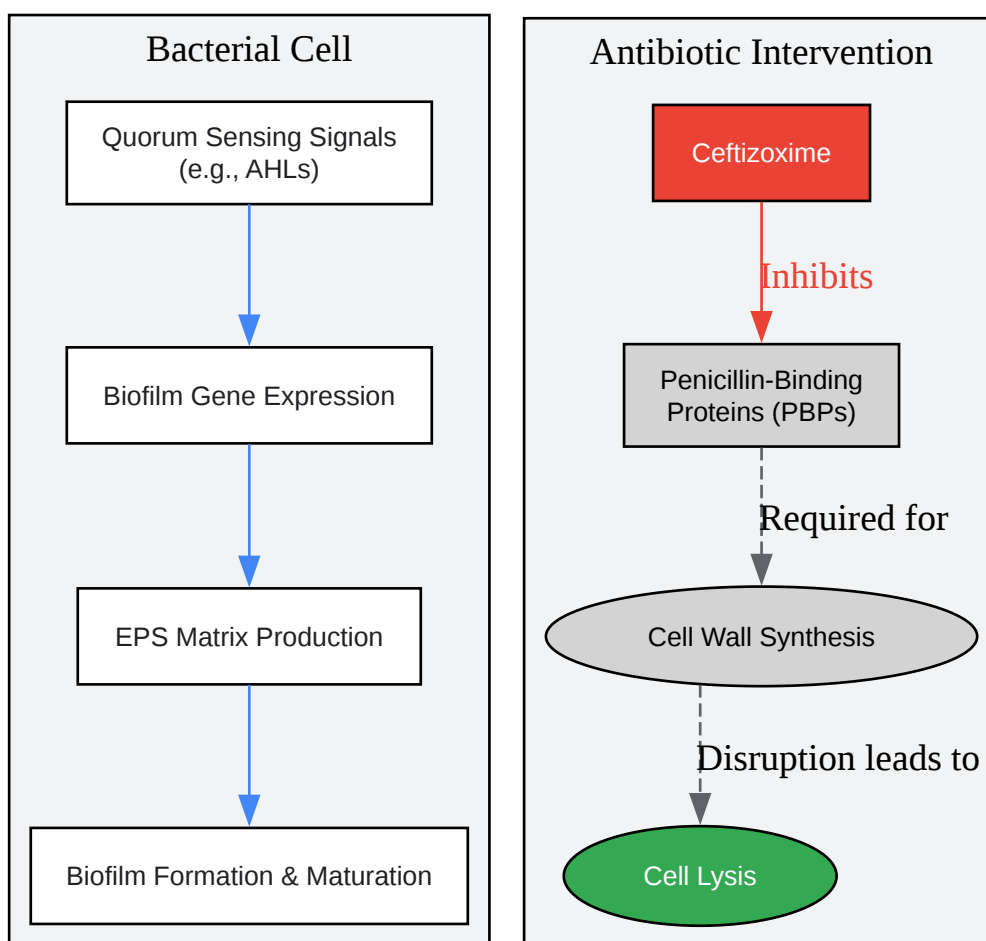 Bacterial Cell
Quorum Sensing Signals
(e.g., AHLs)
Biofilm Gene Expression
EPS Matrix Production
Biofilm Formation & Maturation
Antibiotic Intervention
Ceftizoxime
Inhibits
Penicillin-Binding
Proteins (PBPs)
Required for
Cell Wall Synthesis
Disruption leads to
Cell Lysis